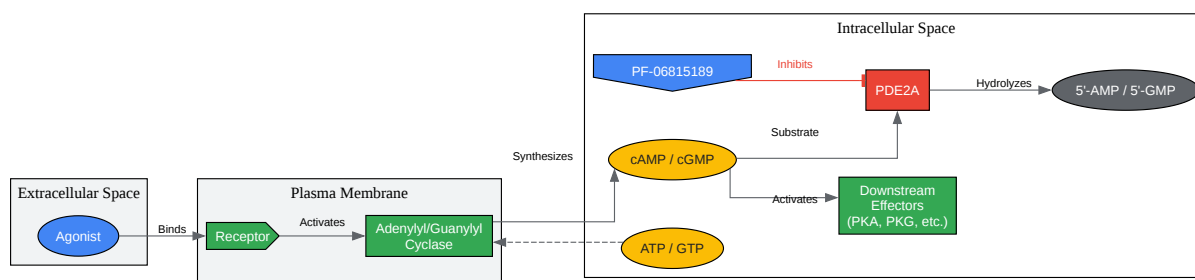 Intracellular Space
PF-06815189
Inhibits
PDE2A
Hydrolyzes
5'-AMP / 5'-GMP
Substrate
Synthesizes
cAMP / cGMP
Extracellular Space
Plasma Membrane
Activates
Downstream
Effectors
(PKA, PKG, etc.)
Agonist
Binds
Receptor
Activates
Adenylyl/Guanylyl
Cyclase
ATP / GTP